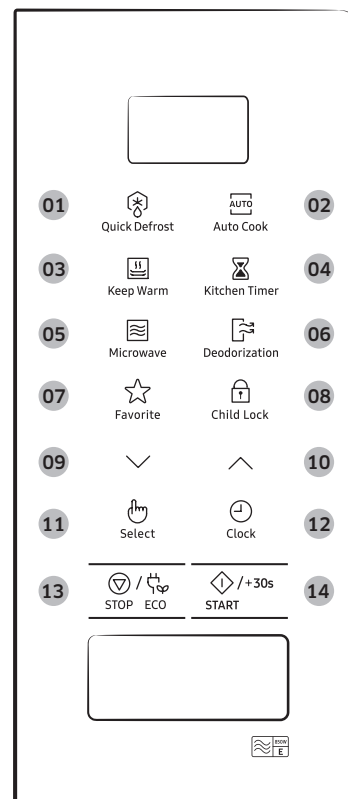 01 AUTO 02
Quick Defrost Auto Cook
03 04
Keep Warm Kitchen Timer
05 06
Microwave Deodorization
07 08
Favorite Child Lock
09 10
11 12
Select Clock
13 / /+30s 14
STOP ECO START
850W
E